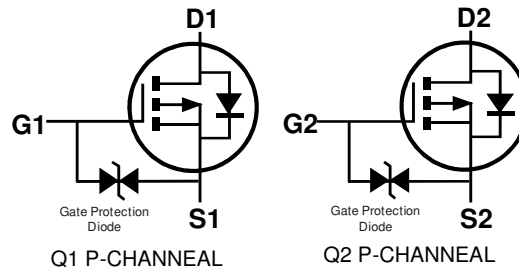 D1
G1
Gate Protection
Diode
S1
Q1 P-CHANNEAL
D2
G2
Gate Protection
Diode
S2
Q2 P-CHANNEAL